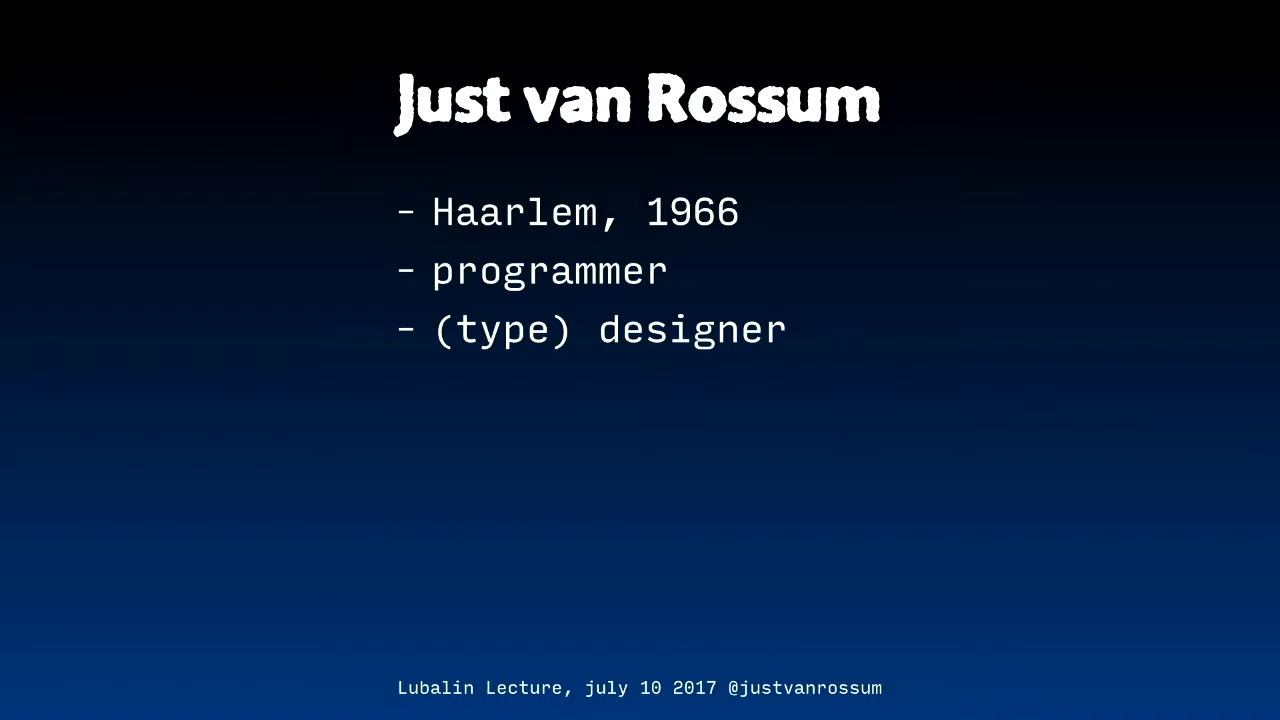 Just van Rossum
- Haarlem, 1966
- programmer
- (type) designer
Lubalin Lecture, july 10 2017 @justvanrossum